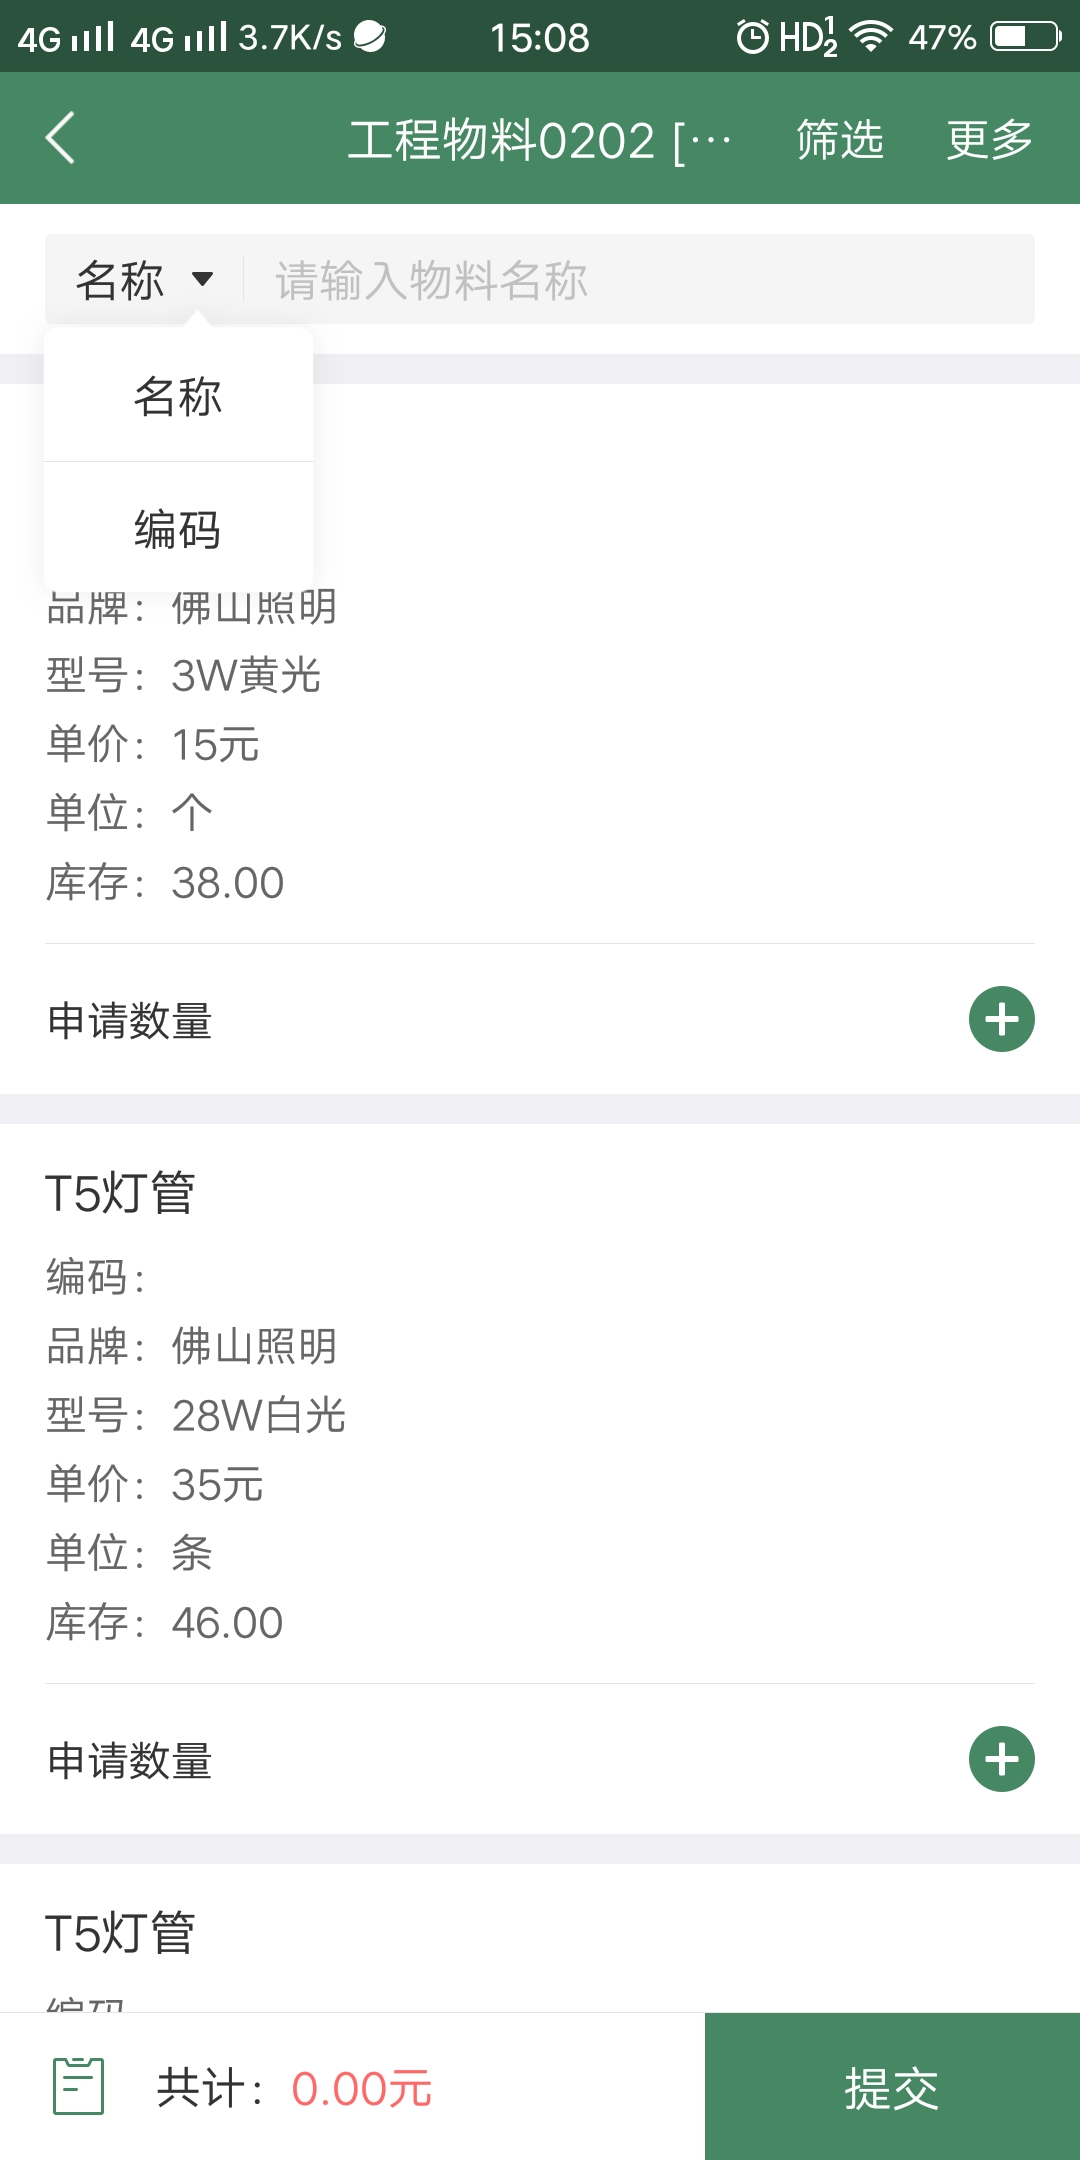 4G 4G 3.7K/s 15:08 HD 1 2 47%
工程物料0202 [··· 筛选 更多
名称 请输入物料名称
名称
编码
品牌： 佛山照明
型号： 3W黄光
单价： 15元
单位： 个
库存： 38.00
申请数量
T5灯管
编码：
品牌： 佛山照明
型号： 28W白光
单价： 35元
单位： 条
库存： 46.00
申请数量
T5灯管
编码
共计： 0.00元 提交